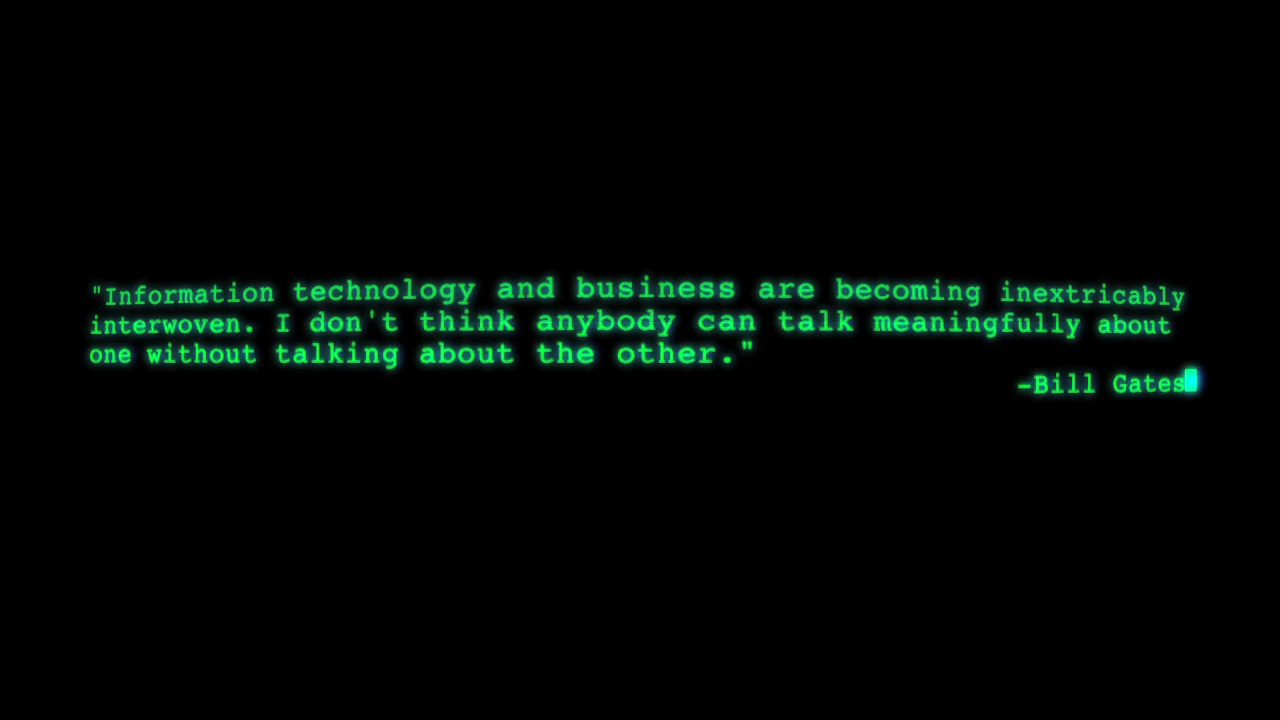 "Information technology and business are becoming inextricably
interwoven. I don't think anybody can talk meaningfully about
one without talking about the other."
-Bill Gates